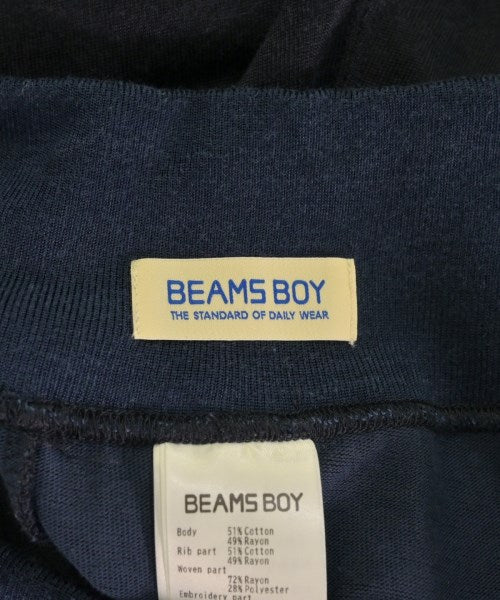 BEAMS BOY
THE STANDARD OF DAILY WEAR
BEAMS BOY
Body 51% Cotton
49% Rayon
Rib part 51% Cotton
49% Rayon
Woven part
72% Rayon
28% Polyester
Embroidery part